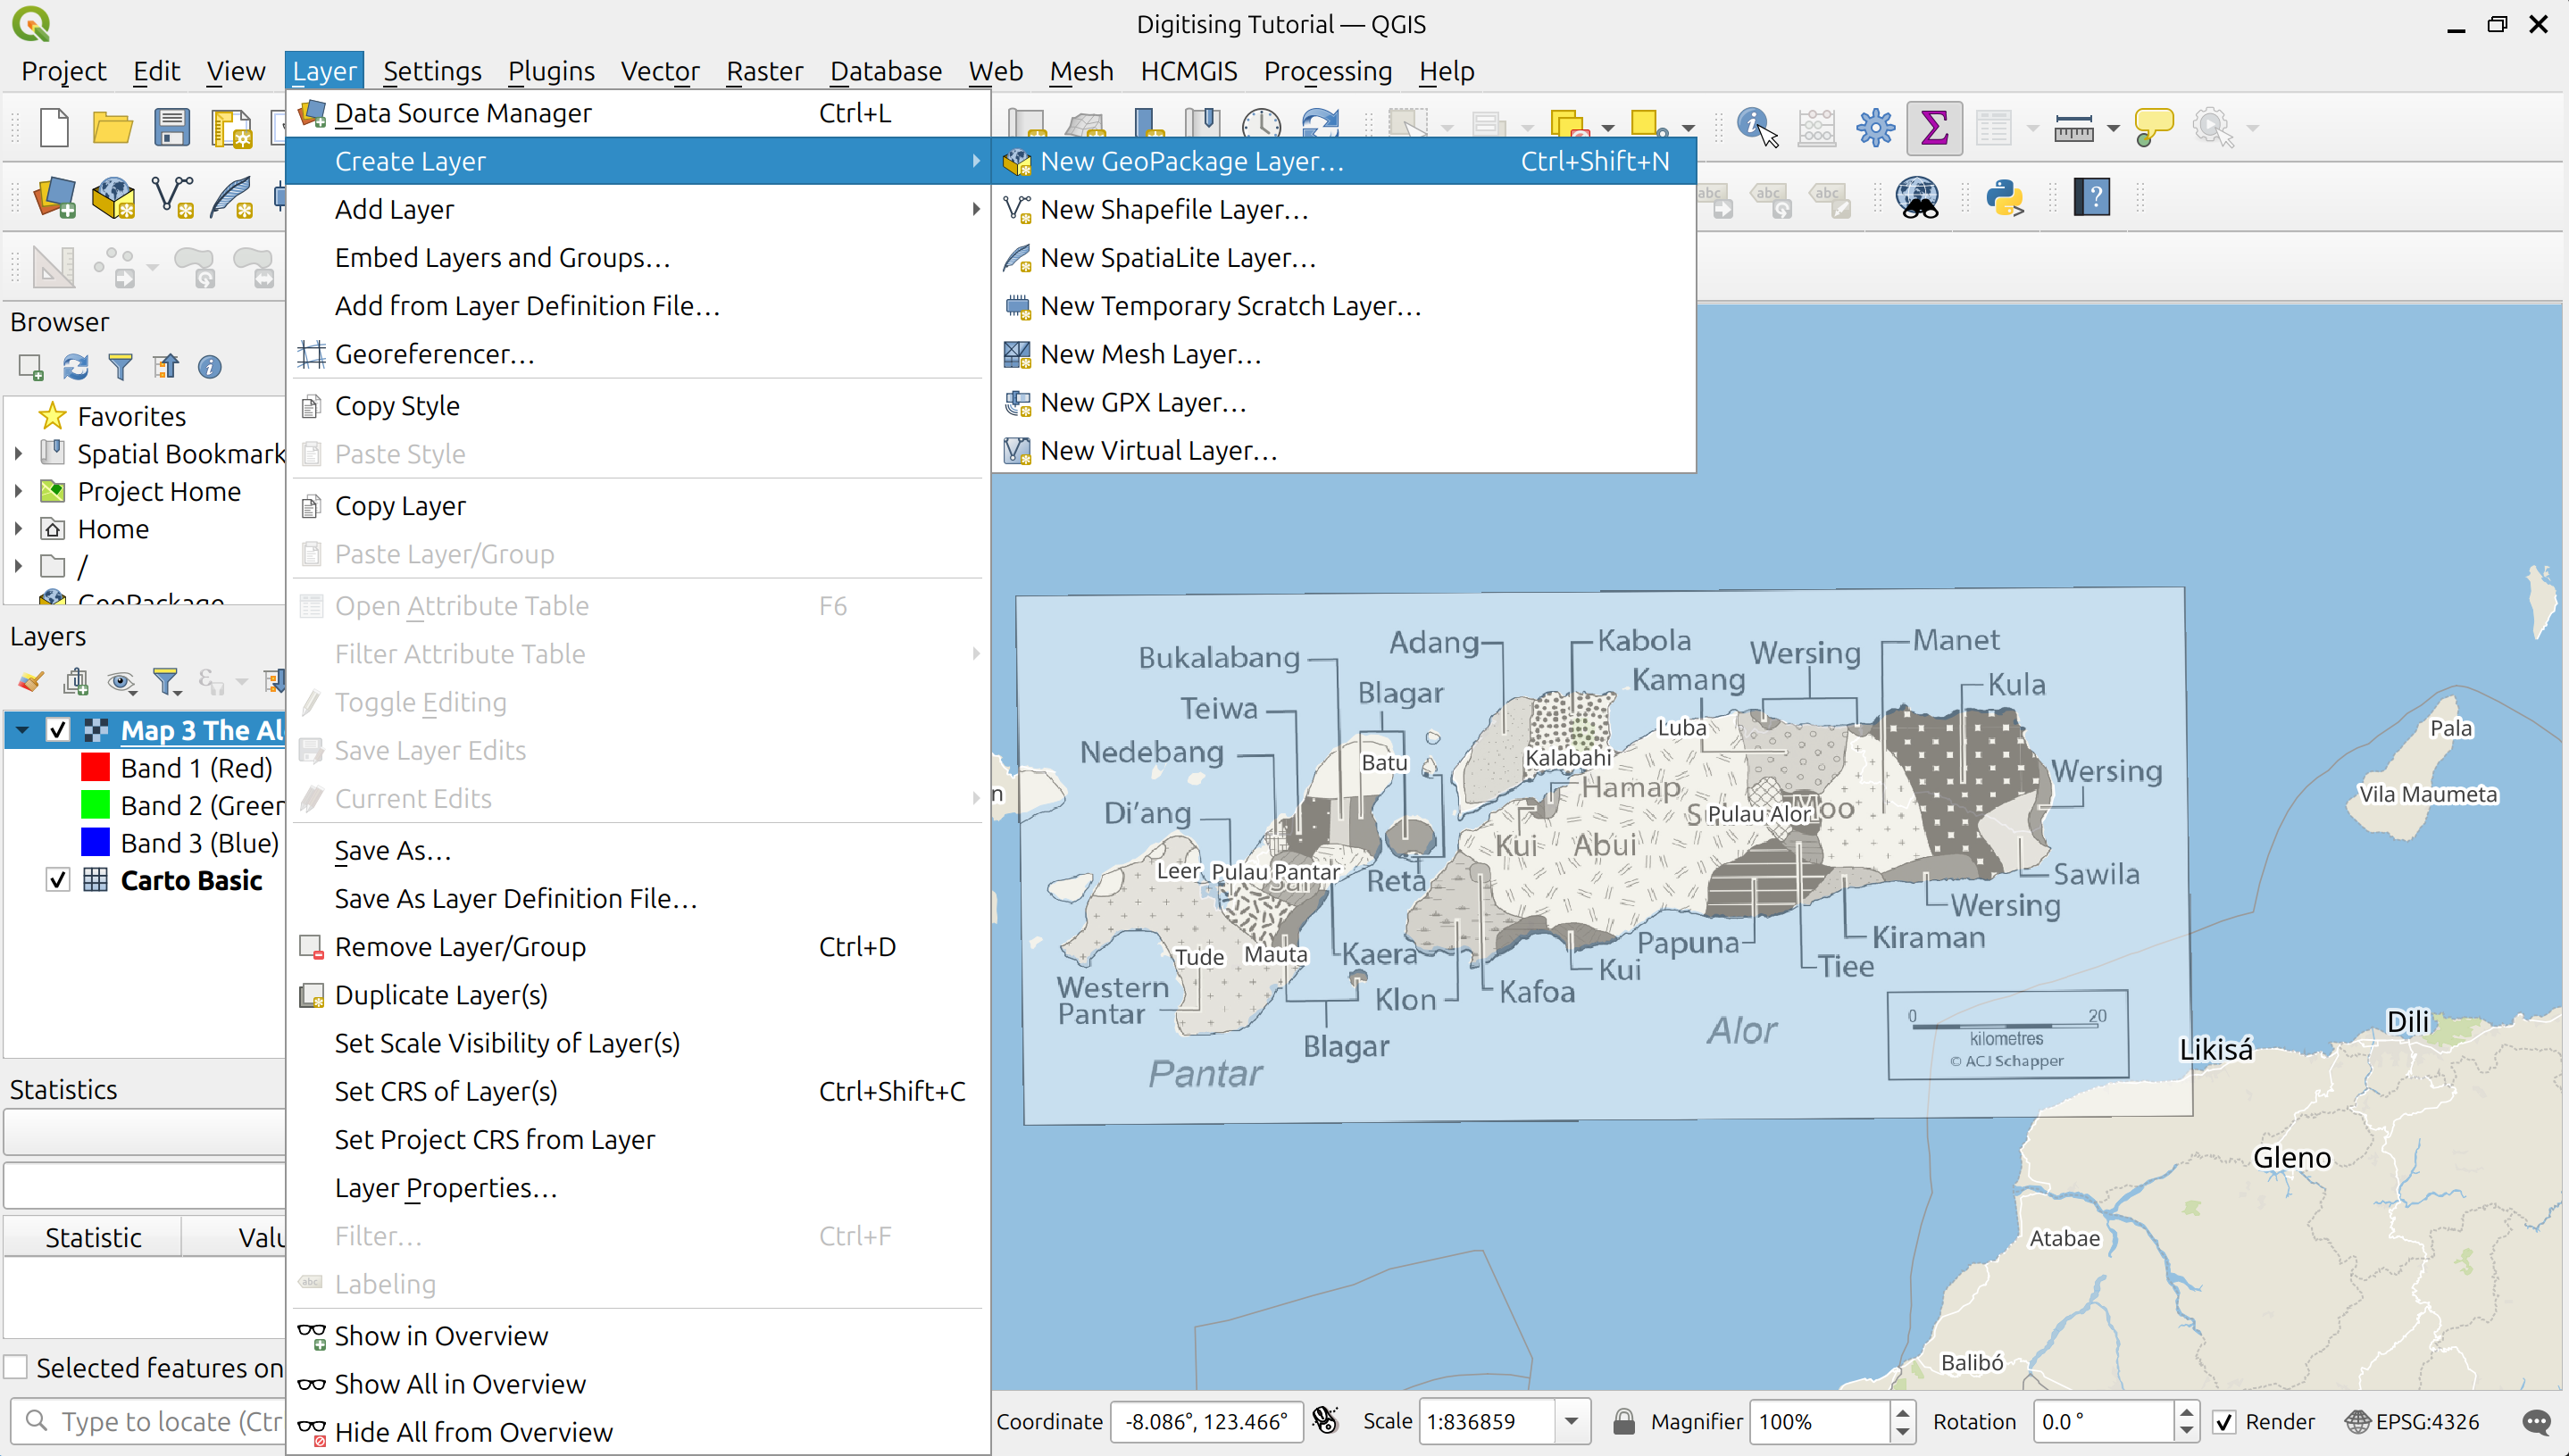 Digitising Tutorial — QGIS
Project Edit View Layer Settings Plugins Vector Raster Database Web Mesh HCMGIS Processing Help
Data Source Manager Ctrl+L
Create Layer
Add Layer
Embed Layers and Groups…
Add from Layer Definition File…
Georeferencer…
Copy Style
Paste Style
Copy Layer
Paste Layer/Group
Open Attribute Table F6
Filter Attribute Table
Toggle Editing
Save Layer Edits
Current Edits
Save As…
Save As Layer Definition File…
Remove Layer/Group Ctrl+D
Duplicate Layer(s)
Set Scale Visibility of Layer(s)
Set CRS of Layer(s) Ctrl+Shift+C
Set Project CRS from Layer
Layer Properties…
Filter… Ctrl+F
Labeling
Show in Overview
Show All in Overview
Hide All from Overview
New GeoPackage Layer… Ctrl+Shift+N
New Shapefile Layer…
New SpatiaLite Layer…
New Temporary Scratch Layer…
New Mesh Layer…
New GPX Layer…
New Virtual Layer…
abc abc abc
Browser
Favorites
Spatial Bookmark
Project Home
Home
/
GeoPackage
Layers
Map 3 The Al
Band 1 (Red)
Band 2 (Green
Band 3 (Blue)
Carto Basic
Statistics
Statistic Valu
Selected features on
Type to locate (Ctr
Adang
Kabola
Manet
Bukalabang
Wersing
Kamang
Kula
Blagar
Teiwa
Luba
Nedebang
Batu
Kalabahi
Wersing
Hamap
Di'ang
Pulau Alor
Kui
Abui
Leer
Pulau Pantar
Reta
Sawila
Wersing
Kiraman
Papuna
Tiee
Kui
Kafoa
Klon
Kaera
Tude
Mauta
Western
Pantar
Blagar
Pantar
Alor
0 20
kilometres
© ACJ Schapper
Pala
Vila Maumeta
Dili
Likisá
Gleno
Atabae
Balibó
n
Coordinate -8.086°, 123.466° Scale 1:836859 Magnifier 100% Rotation 0.0 ° Render EPSG:4326